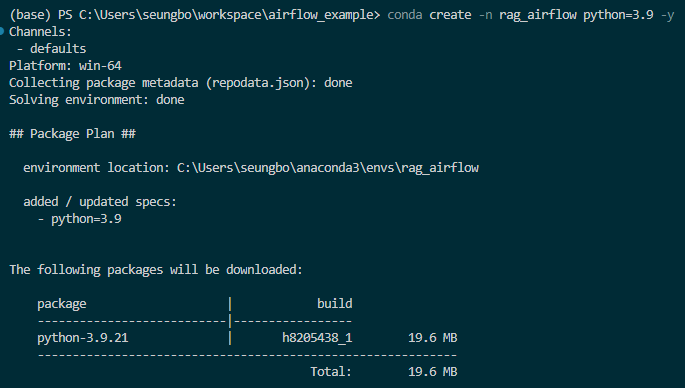 (base) PS C:\Users\seungbo\workspace\airflow_example> conda create -n rag_airflow python=3.9 -y
Channels:
 - defaults
Platform: win-64
Collecting package metadata (repodata.json): done
Solving environment: done

## Package Plan ##

  environment location: C:\Users\seungbo\anaconda3\envs\rag_airflow

  added / updated specs:
    - python=3.9


The following packages will be downloaded:

    package                    |            build
    ---------------------------|-----------------
    python-3.9.21              |       h8205438_1        19.6 MB
    ------------------------------------------------------------
                                           Total:        19.6 MB